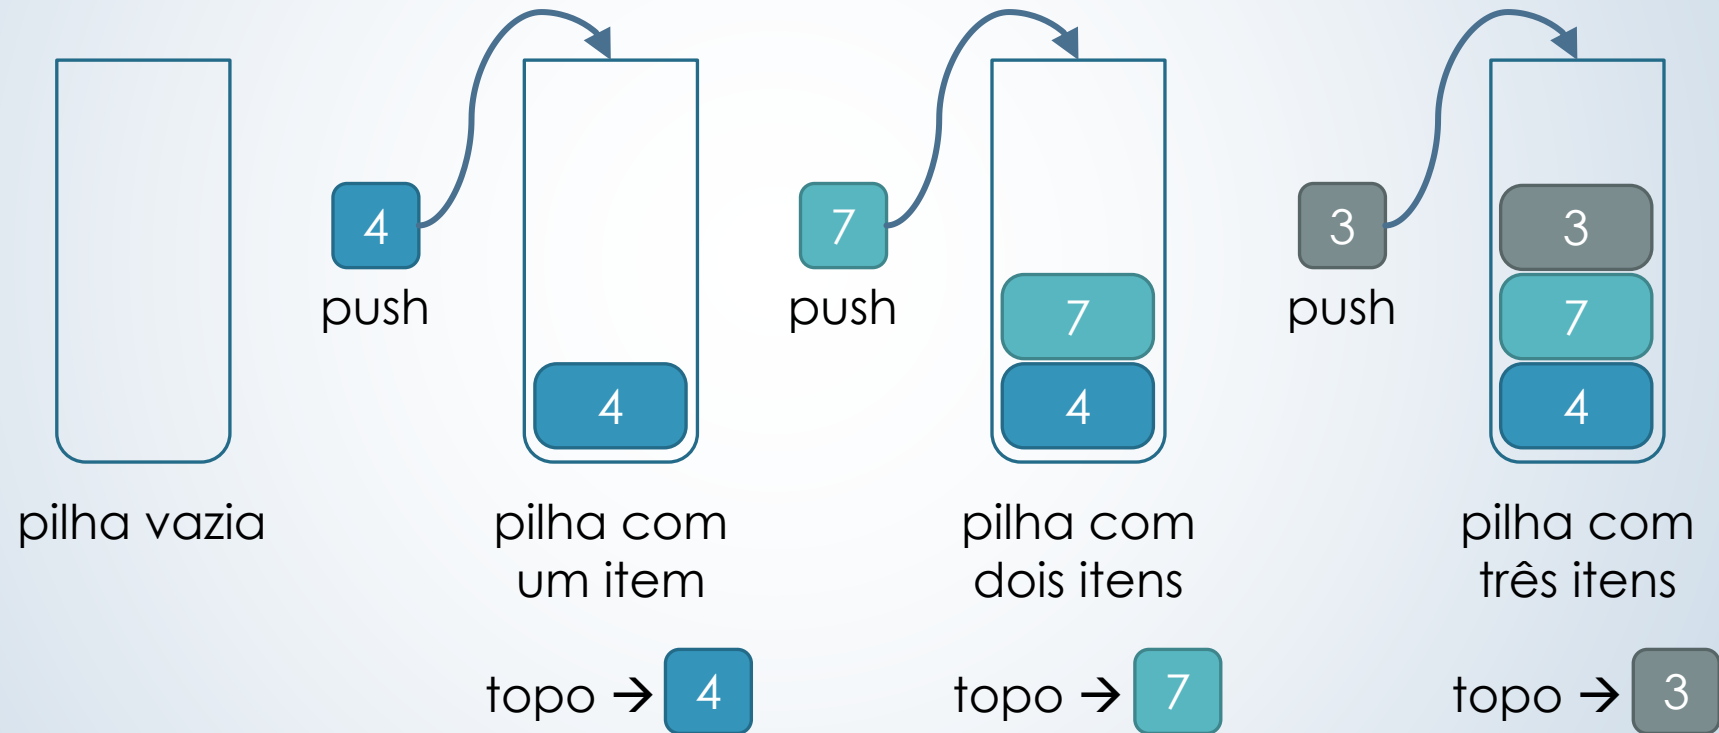 4
push
4
7
push
7
4
3
push
3
7
4
pilha vazia
pilha com
um item
pilha com
dois itens
pilha com
três itens
topo → 4
topo → 7
topo → 3